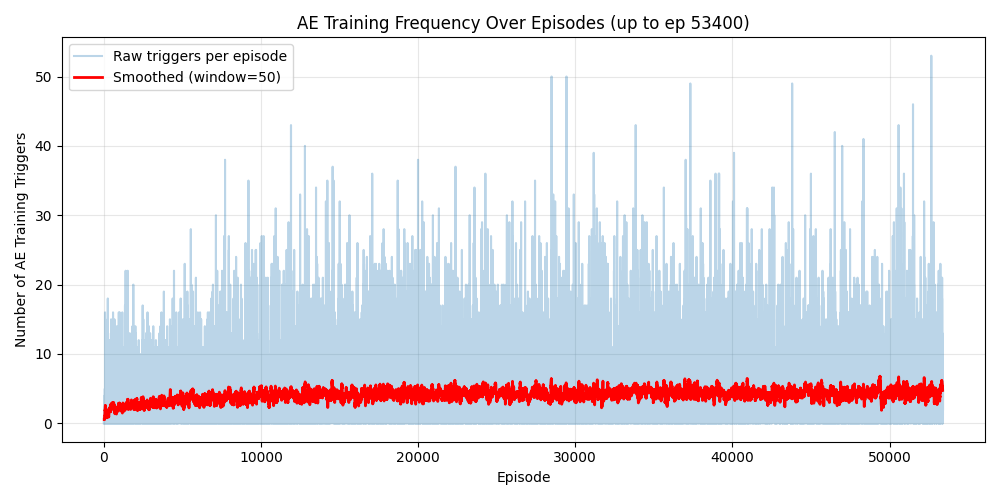 AE Training Frequency Over Episodes (up to ep 53400)
Raw triggers per episode
Smoothed (window=50)
Number of AE Training Triggers
50
40
30
20
10
0
0 10000 20000 30000 40000 50000
Episode